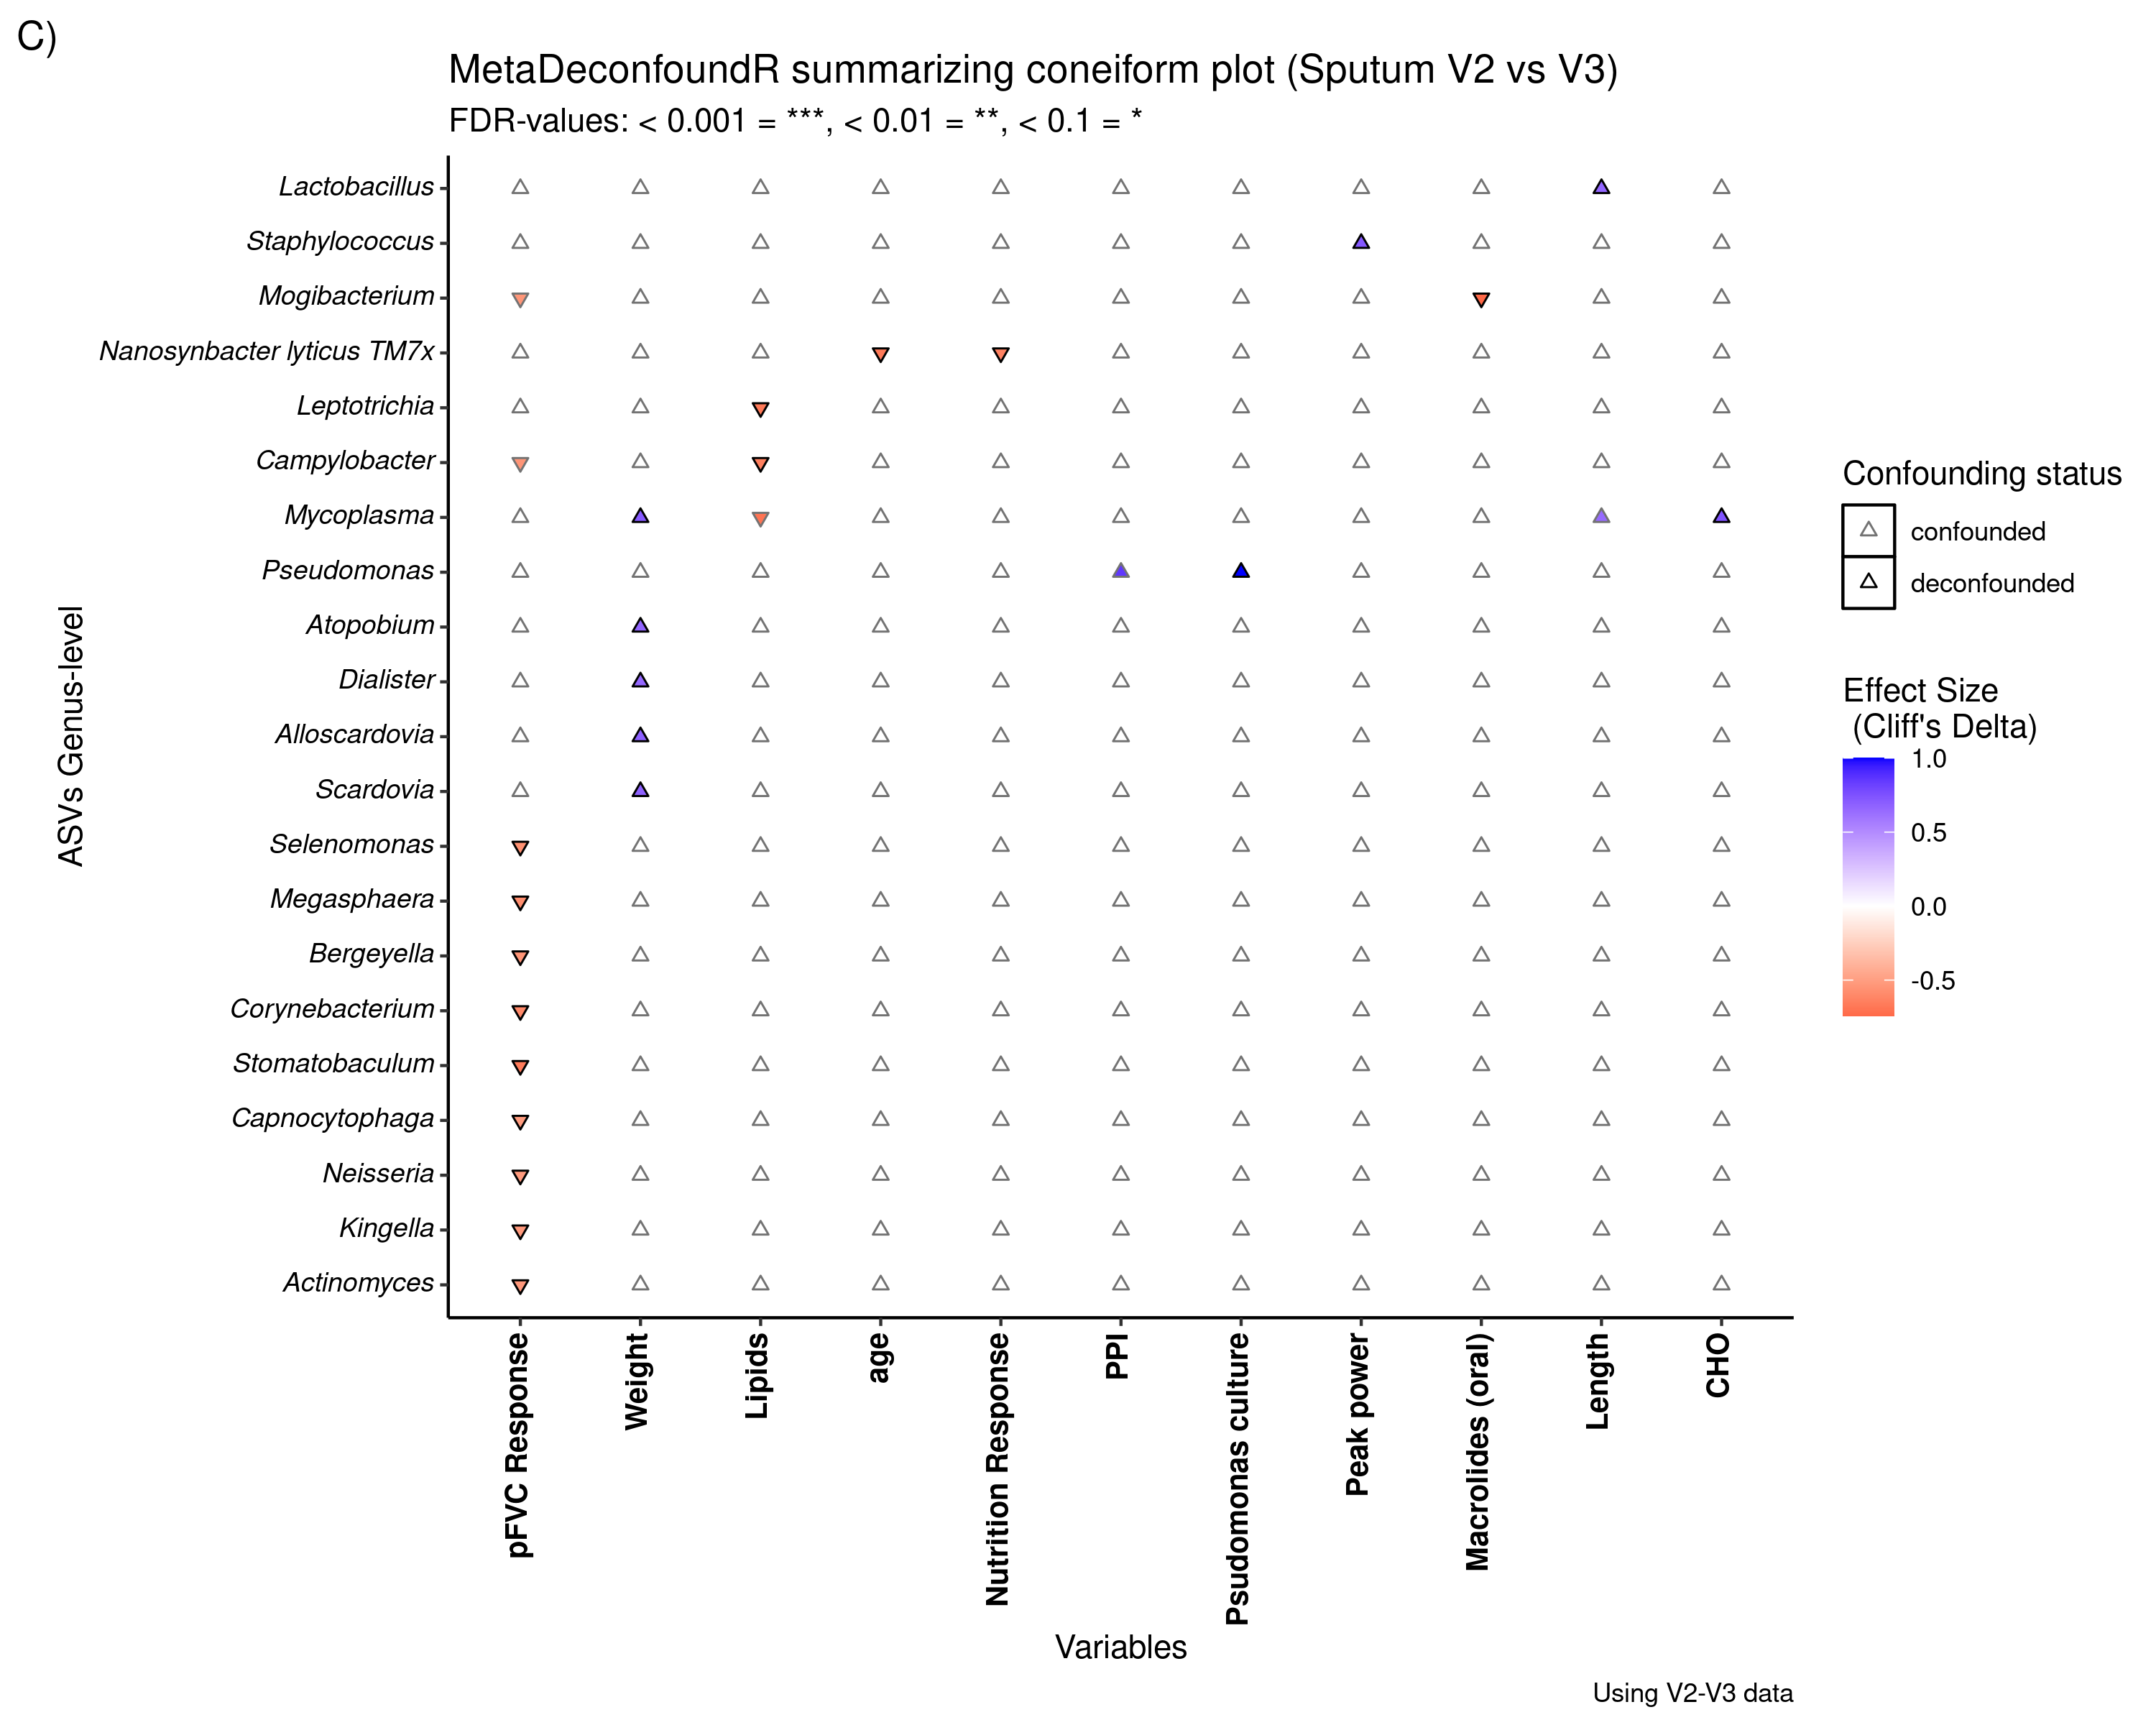 C)
MetaDeconfoundR summarizing coneiform plot (Sputum V2 vs V3)
FDR-values: < 0.001 = ***, < 0.01 = **, < 0.1 = *
ASVs Genus-level
Lactobacillus
Staphylococcus
Mogibacterium
Nanosynbacter lyticus TM7x
Leptotrichia
Campylobacter
Mycoplasma
Pseudomonas
Atopobium
Dialister
Alloscardovia
Scardovia
Selenomonas
Megasphaera
Bergeyella
Corynebacterium
Stomatobaculum
Capnocytophaga
Neisseria
Kingella
Actinomyces
pFVC Response
Weight
Lipids
age
Nutrition Response
PPI
Psudomonas culture
Peak power
Macrolides (oral)
Length
CHO
Variables
Confounding status
confounded
deconfounded
Effect Size
(Cliff's Delta)
1.0
0.5
0.0
-0.5
Using V2-V3 data